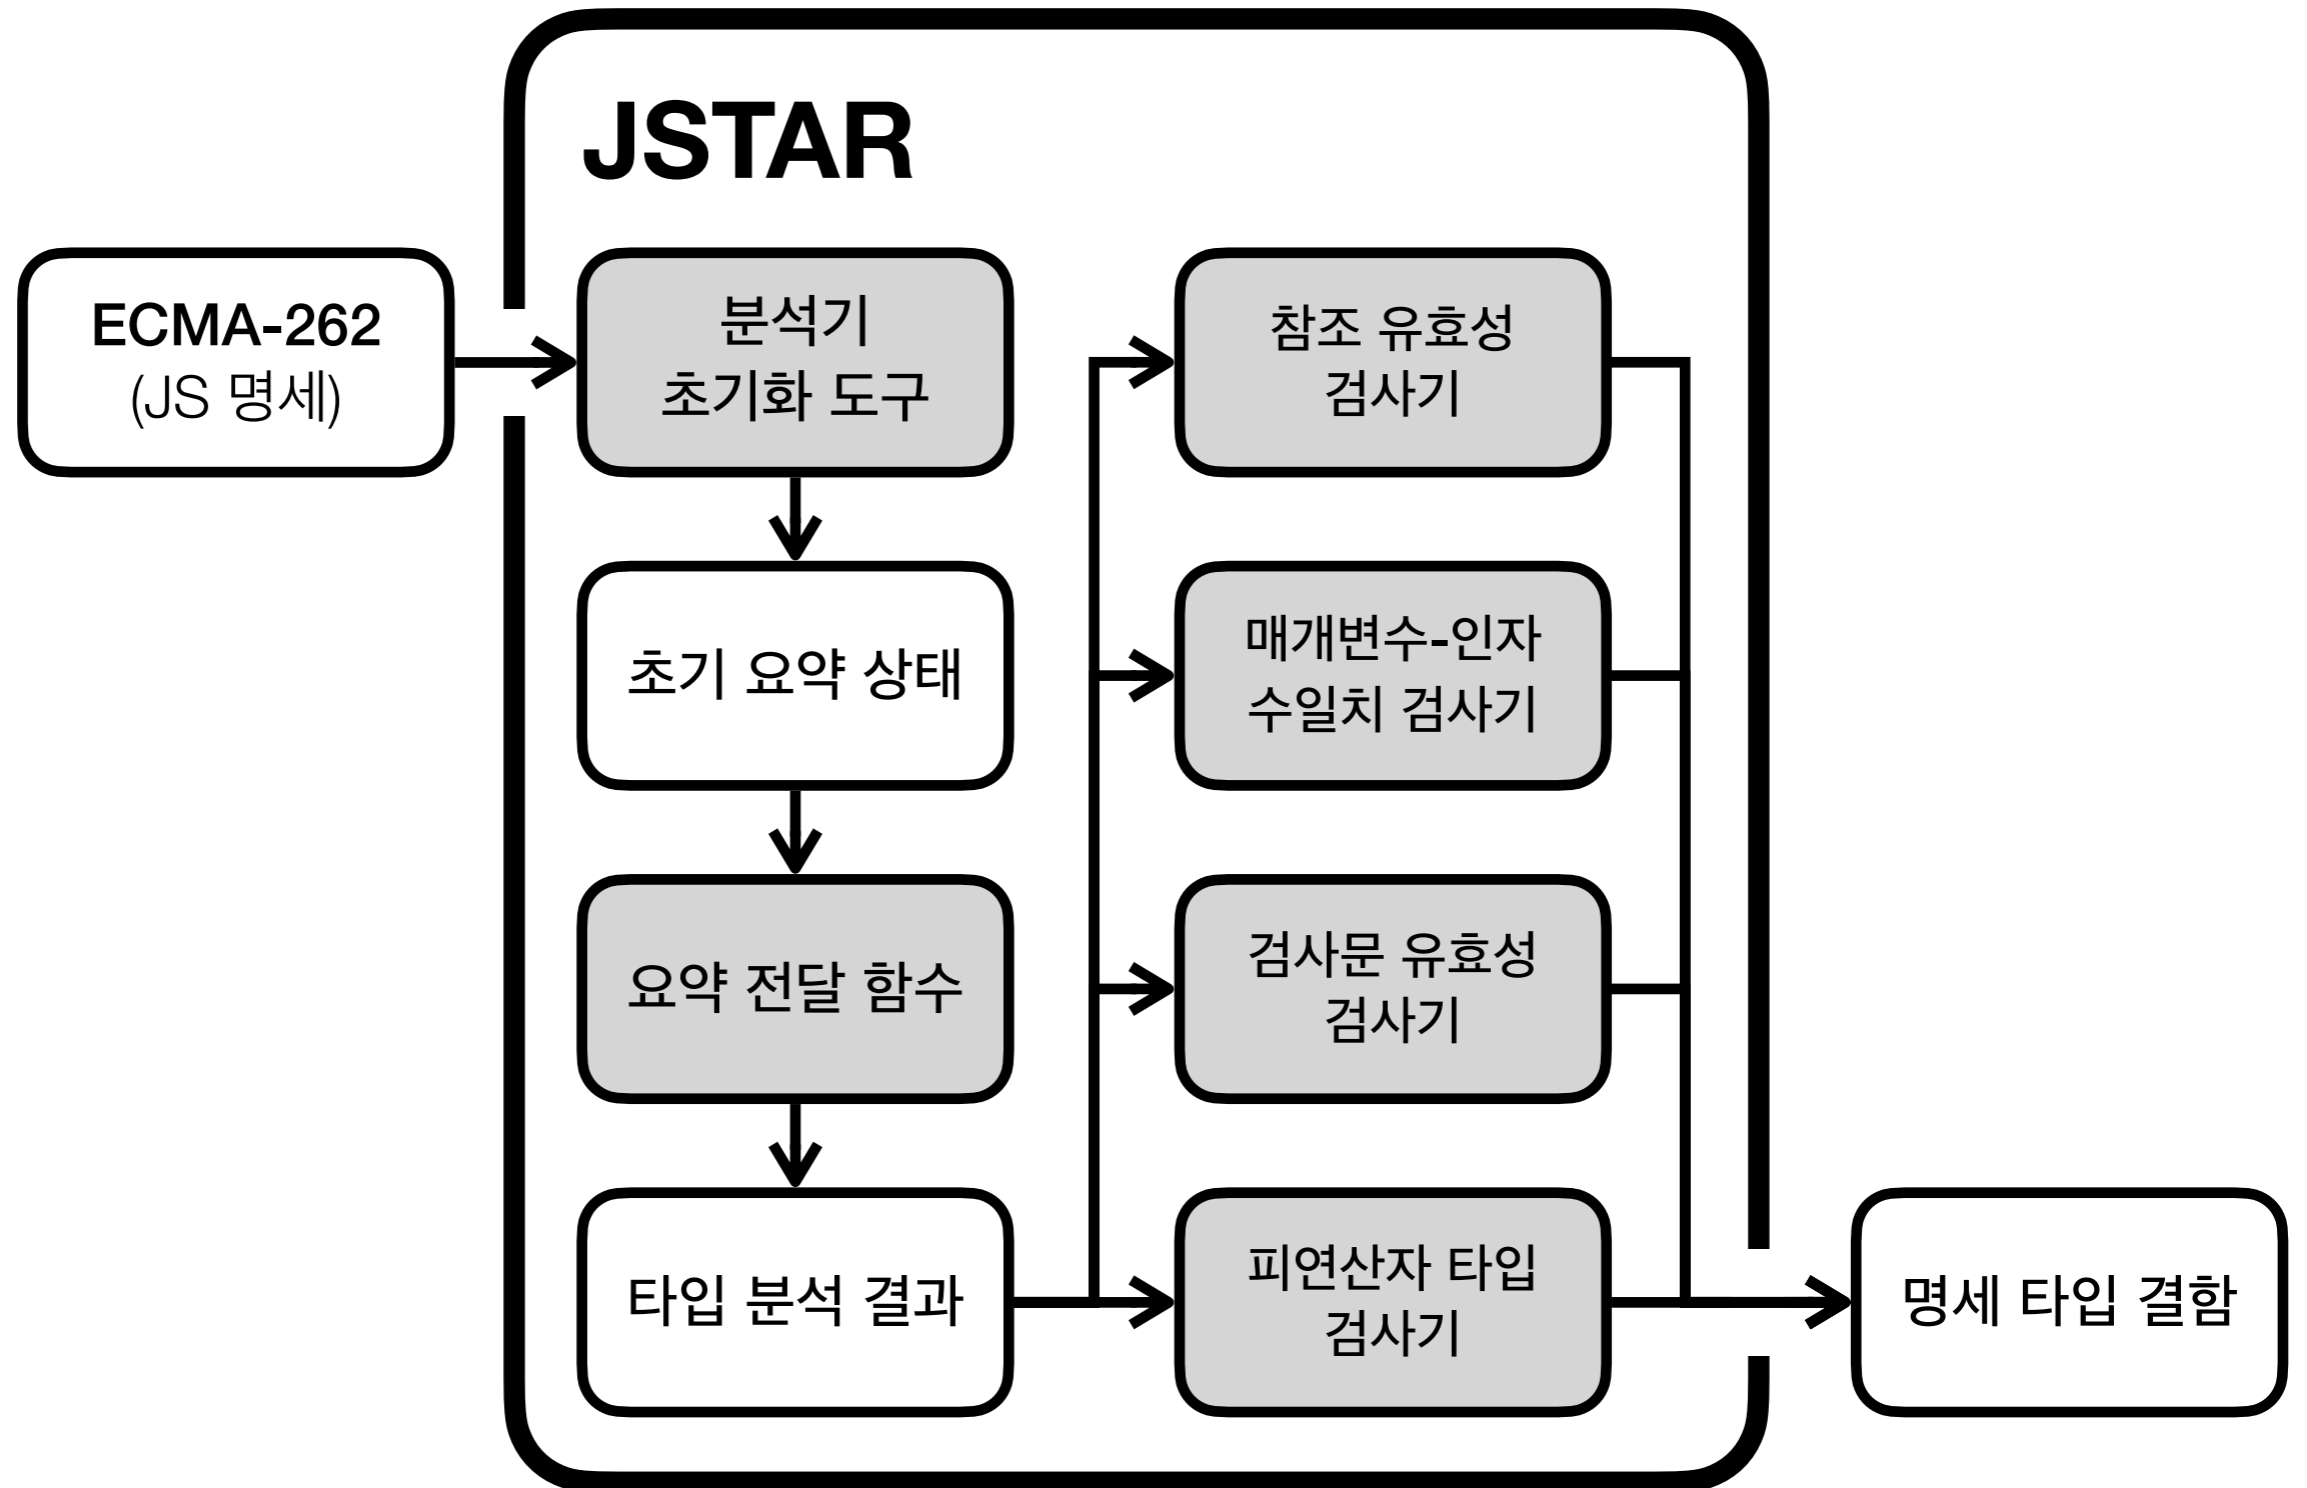 JSTAR
ECMA-262
(JS 명세)
분석기
초기화 도구
초기 요약 상태
요약 전달 함수
타입 분석 결과
참조 유효성
검사기
매개변수-인자
수일치 검사기
검사문 유효성
검사기
피연산자 타입
검사기
명세 타입 결함